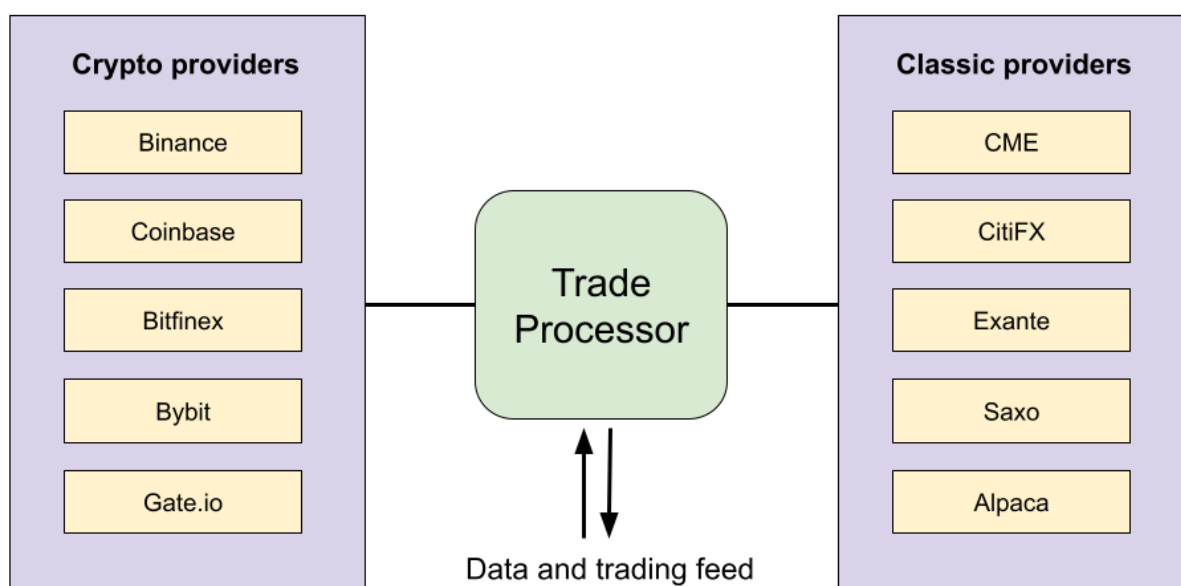 Crypto providers
Binance
Coinbase
Bitfinex
Bybit
Gate.io
Trade
Processor
Data and trading feed
Classic providers
CME
CitiFX
Exante
Saxo
Alpaca